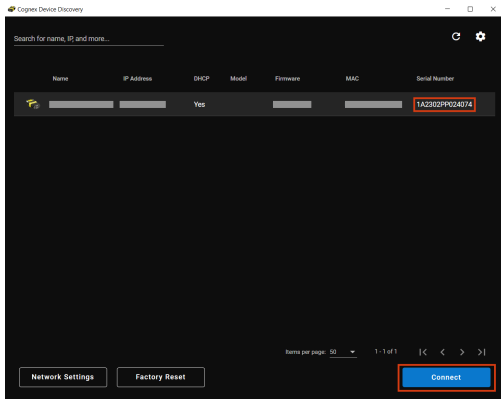 Cognex Device Discovery
Search for name, IP, and more...
Name IP Address DHCP Model Firmware MAC Serial Number
Yes 1A2302PP024074
Items per page: 50 1 - 1 of 1
Network Settings Factory Reset Connect